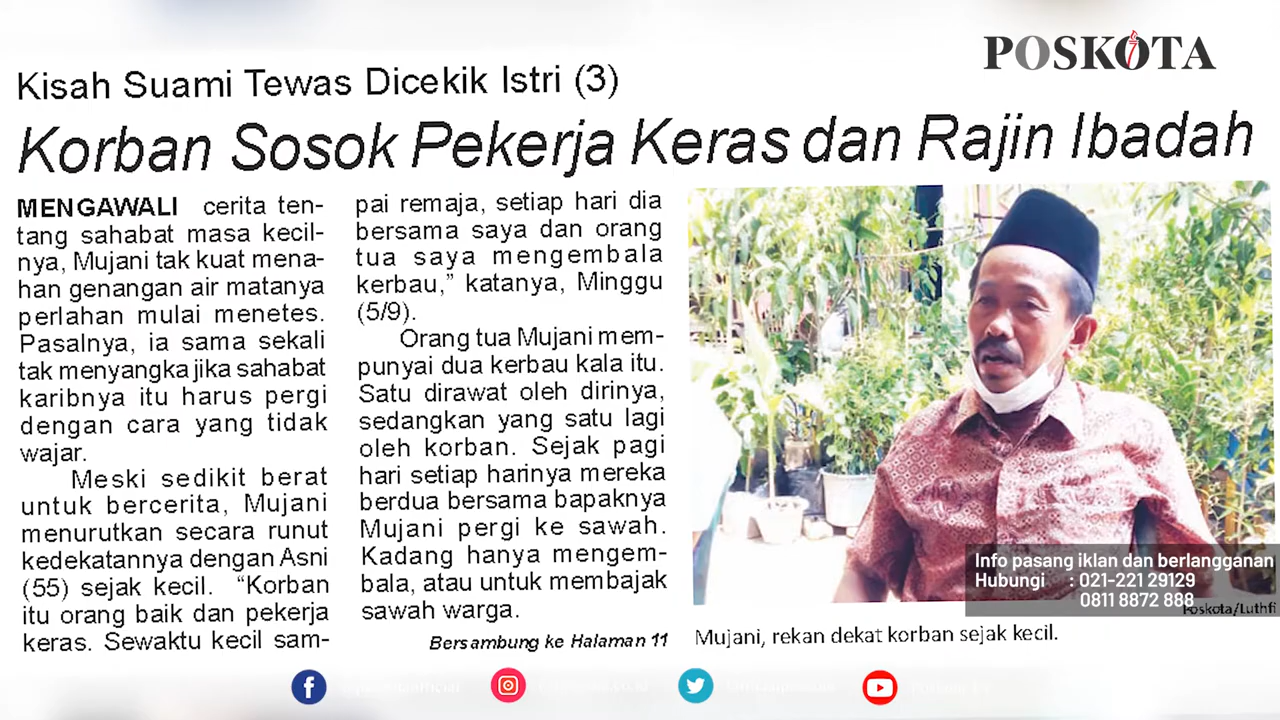 POSKOTA
Kisah Suami Tewas Dicekik Istri (3)
Korban Sosok Pekerja Keras dan Rajin Ibadah
MENGAWALI cerita ten-
tang sahabat masa kecil-
nya, Mujani tak kuat mena-
han genangan air matanya
perlahan mulai menetes.
Pasalnya, ia sama sekali
tak menyangka jika sahabat
karibnya itu harus pergi
dengan cara yang tidak
wajar.
Meski sedikit berat
untuk bercerita, Mujani
menurutkan secara runut
kedekatannya dengan Asni
(55) sejak kecil. “Korban
itu orang baik dan pekerja
keras. Sewaktu kecil sam-
pai remaja, setiap hari dia
bersama saya dan orang
tua saya mengembala
kerbau,” katanya, Minggu
(5/9).
Orang tua Mujani mem-
punyai dua kerbau kala itu.
Satu dirawat oleh dirinya,
sedangkan yang satu lagi
oleh korban. Sejak pagi
hari setiap harinya mereka
berdua bersama bapaknya
Mujani pergi ke sawah.
Kadang hanya mengem-
bala, atau untuk membajak
sawah warga.
Bersambung ke Halaman 11
Info pasang iklan dan berlangganan
Hubungi : 021-221 29129
0811 8872 888
Poskota/Luthfi
Mujani, rekan dekat korban sejak kecil.